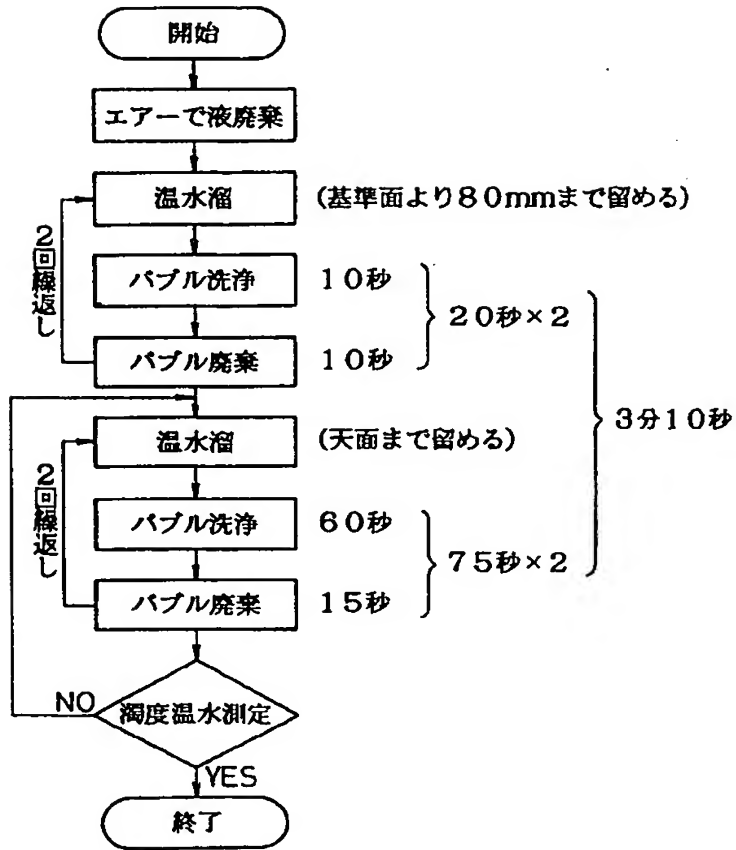 開始
エアーで液廃棄
温水溜 (基準面より80mmまで留める)
2回繰返し
バブル洗浄 10秒
20秒×2
バブル廃棄 10秒
3分10秒
温水溜 (天面まで留める)
2回繰返し
バブル洗浄 60秒
75秒×2
バブル廃棄 15秒
NO
濁度温水測定
YES
終了